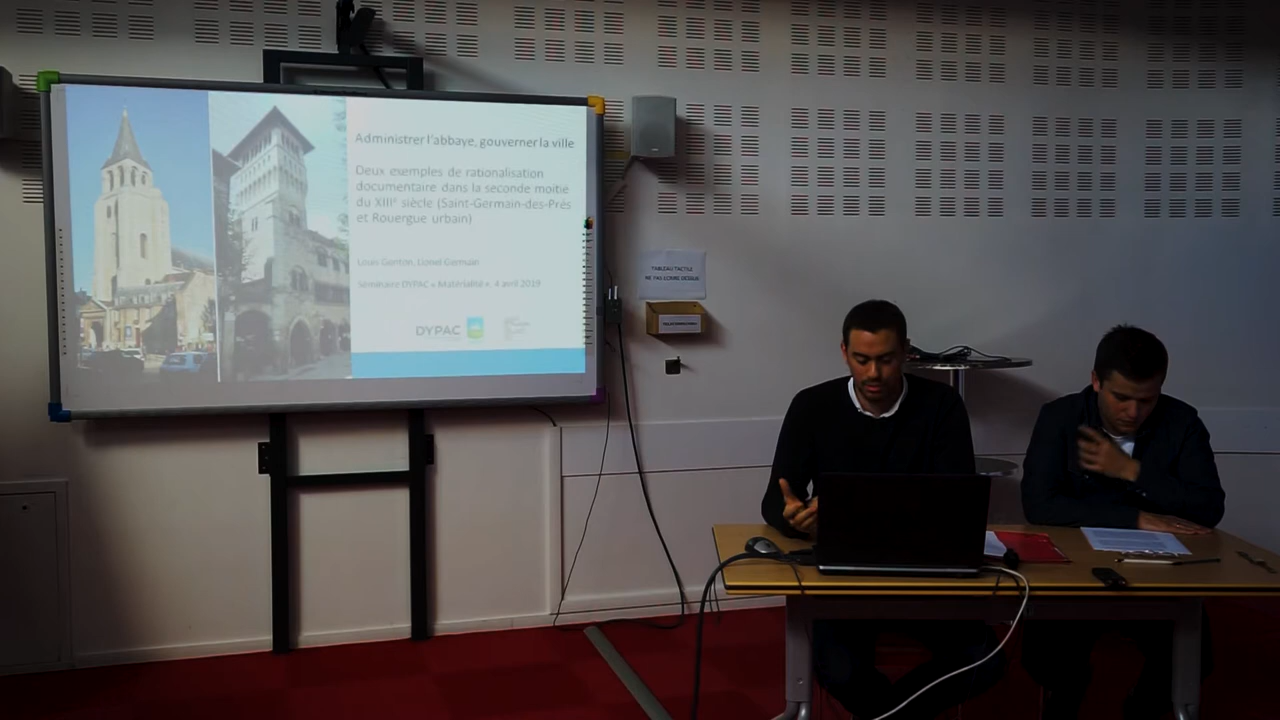 Administrer l'abbaye, gouverner la ville
Deux exemples de rationalisation
documentaire dans la seconde moitié
du XIIIᵉ siècle (Saint-Germain-des-Prés
et Rouergue urbain)
Louis Genton, Lionel Germain
Séminaire DYPAC « Matérialité », 4 avril 2019
DYPAC
TABLEAU TACTILE
NE PAS ECRIRE DESSUS